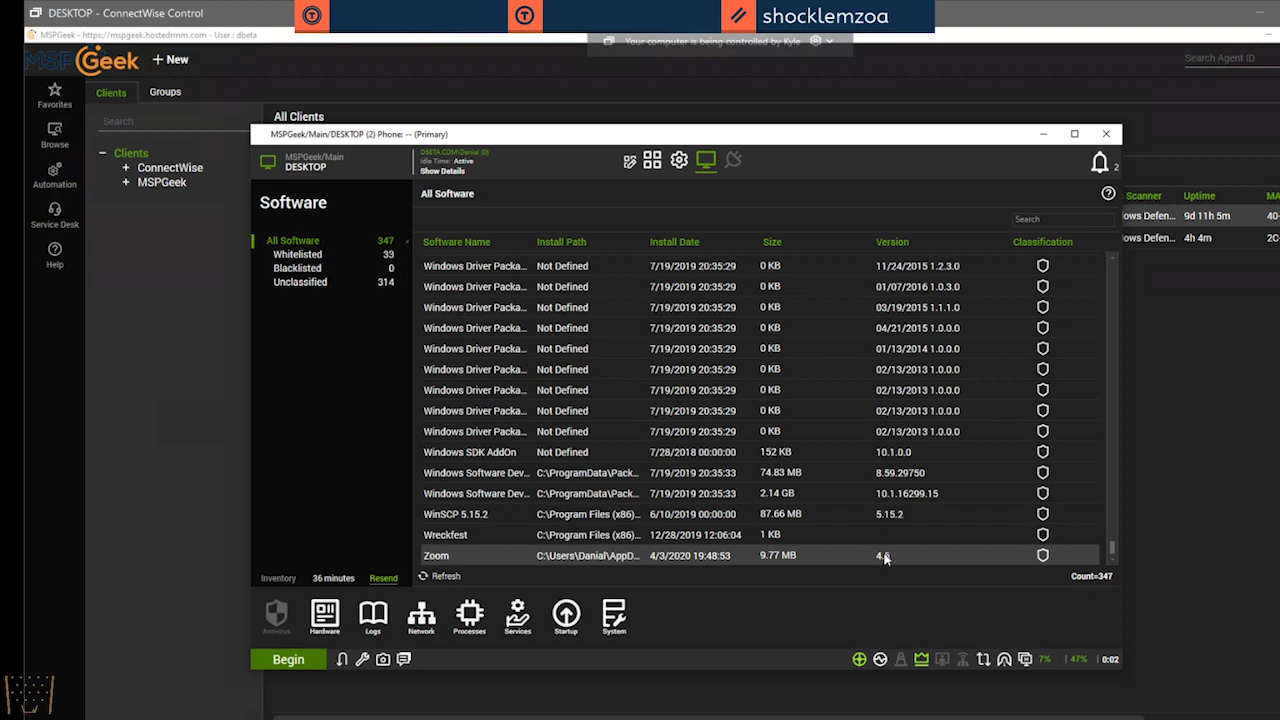 DESKTOP - ConnectWise Control
shocklemzoa
MSPGeek - https://mspgeek.hostedrmm.com - User : dbeta
Your computer is being controlled by Kyle
MSPGeek
+ New
Search Agent ID
Favorites
Browse
Automation
Service Desk
Help
Clients
Groups
Search
Clients
ConnectWise
MSPGeek
All Clients
MSPGeek/Main/DESKTOP (2) Phone: -- (Primary)
MSPGeek/Main
DESKTOP
DBETA.COM\Danial (0)
Idle Time: Active
Show Details
2
Software
All Software 347
Whitelisted 33
Blacklisted 0
Unclassified 314
All Software
Search
Software Name Install Path Install Date Size Version Classification
Windows Driver Packa... Not Defined 7/19/2019 20:35:29 0 KB 11/24/2015 1.2.3.0
Windows Driver Packa... Not Defined 7/19/2019 20:35:29 0 KB 01/07/2016 1.0.3.0
Windows Driver Packa... Not Defined 7/19/2019 20:35:29 0 KB 03/19/2015 1.1.1.0
Windows Driver Packa... Not Defined 7/19/2019 20:35:29 0 KB 04/21/2015 1.0.0.0
Windows Driver Packa... Not Defined 7/19/2019 20:35:29 0 KB 01/13/2014 1.0.0.0
Windows Driver Packa... Not Defined 7/19/2019 20:35:29 0 KB 02/13/2013 1.0.0.0
Windows Driver Packa... Not Defined 7/19/2019 20:35:29 0 KB 02/13/2013 1.0.0.0
Windows Driver Packa... Not Defined 7/19/2019 20:35:29 0 KB 02/13/2013 1.0.0.0
Windows Driver Packa... Not Defined 7/19/2019 20:35:29 0 KB 02/13/2013 1.0.0.0
Windows SDK AddOn Not Defined 7/28/2018 00:00:00 152 KB 10.1.0.0
Windows Software Dev... C:\ProgramData\Pack... 7/19/2019 20:35:33 74.83 MB 8.59.29750
Windows Software Dev... C:\ProgramData\Pack... 7/19/2019 20:35:33 2.14 GB 10.1.16299.15
WinSCP 5.15.2 C:\Program Files (x86)... 6/10/2019 00:00:00 87.66 MB 5.15.2
Wreckfest C:\Program Files (x86)... 12/28/2019 12:06:04 1 KB
Zoom C:\Users\Danial\AppD... 4/3/2020 19:48:53 9.77 MB
Inventory 36 minutes Resend
Refresh
Count=347
Antivirus Hardware Logs Network Processes Services Startup System
Begin
7% 47% 0:02
Scanner Uptime MA
ows Defen... 9d 11h 5m 40-
ows Defen... 4h 4m 2C-